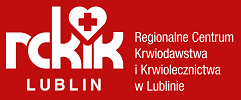 rckik
LUBLIN
Regionalne Centrum
Krwiodawstwa
i Krwiolecznictwa
w Lublinie